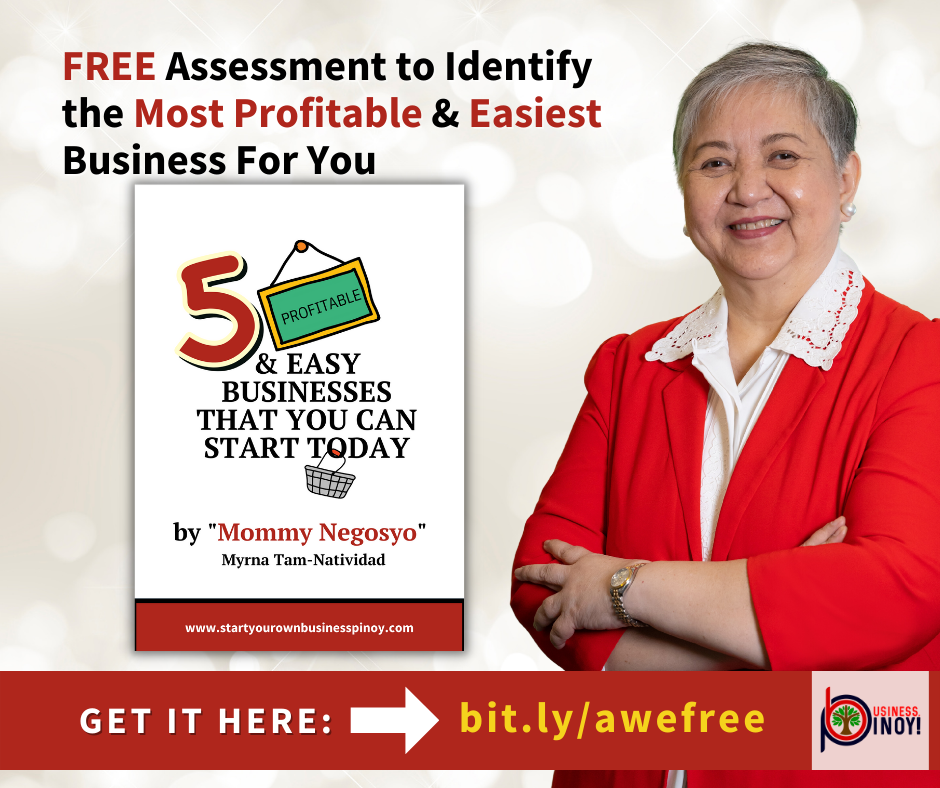 FREE Assessment to Identify
the Most Profitable & Easiest
Business For You
5
PROFITABLE
& EASY
BUSINESSES
THAT YOU CAN
START TODAY
by "Mommy Negosyo"
Myrna Tam-Natividad
www.startyourownbusinesspinoy.com
GET IT HERE:
bit.ly/awefree
BUSINESS,
PINOY!